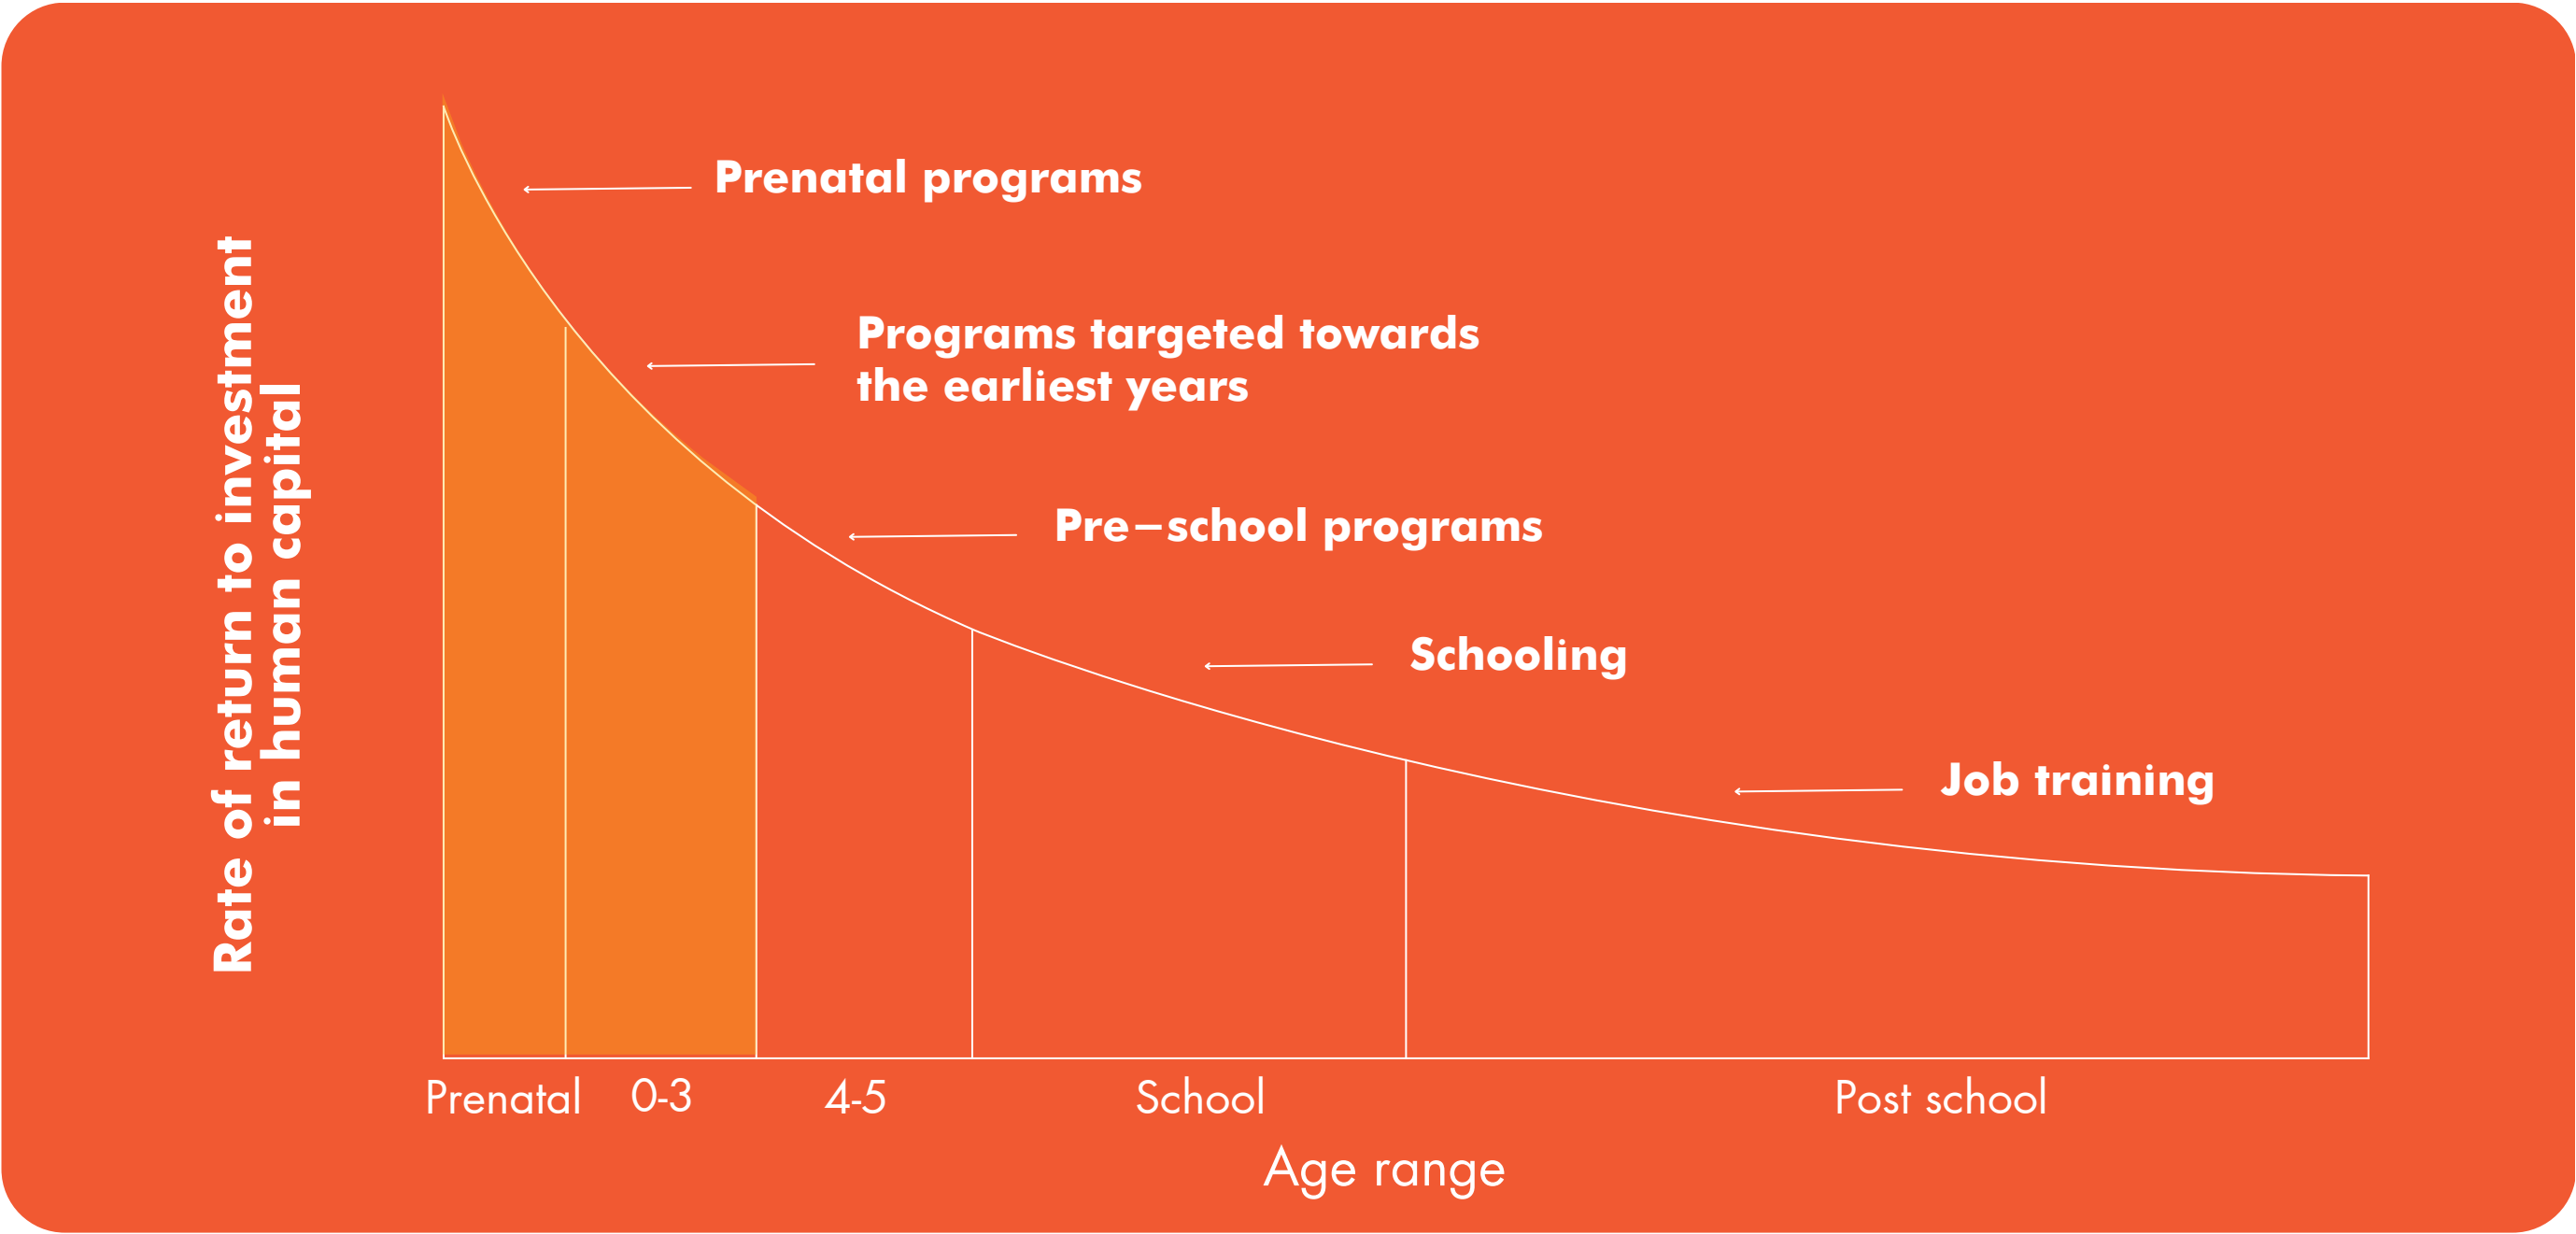 Rate of return to investment
in human capital
Prenatal programs
Programs targeted towards
the earliest years
Pre–school programs
Schooling
Job training
Prenatal
0-3
4-5
School
Post school
Age range